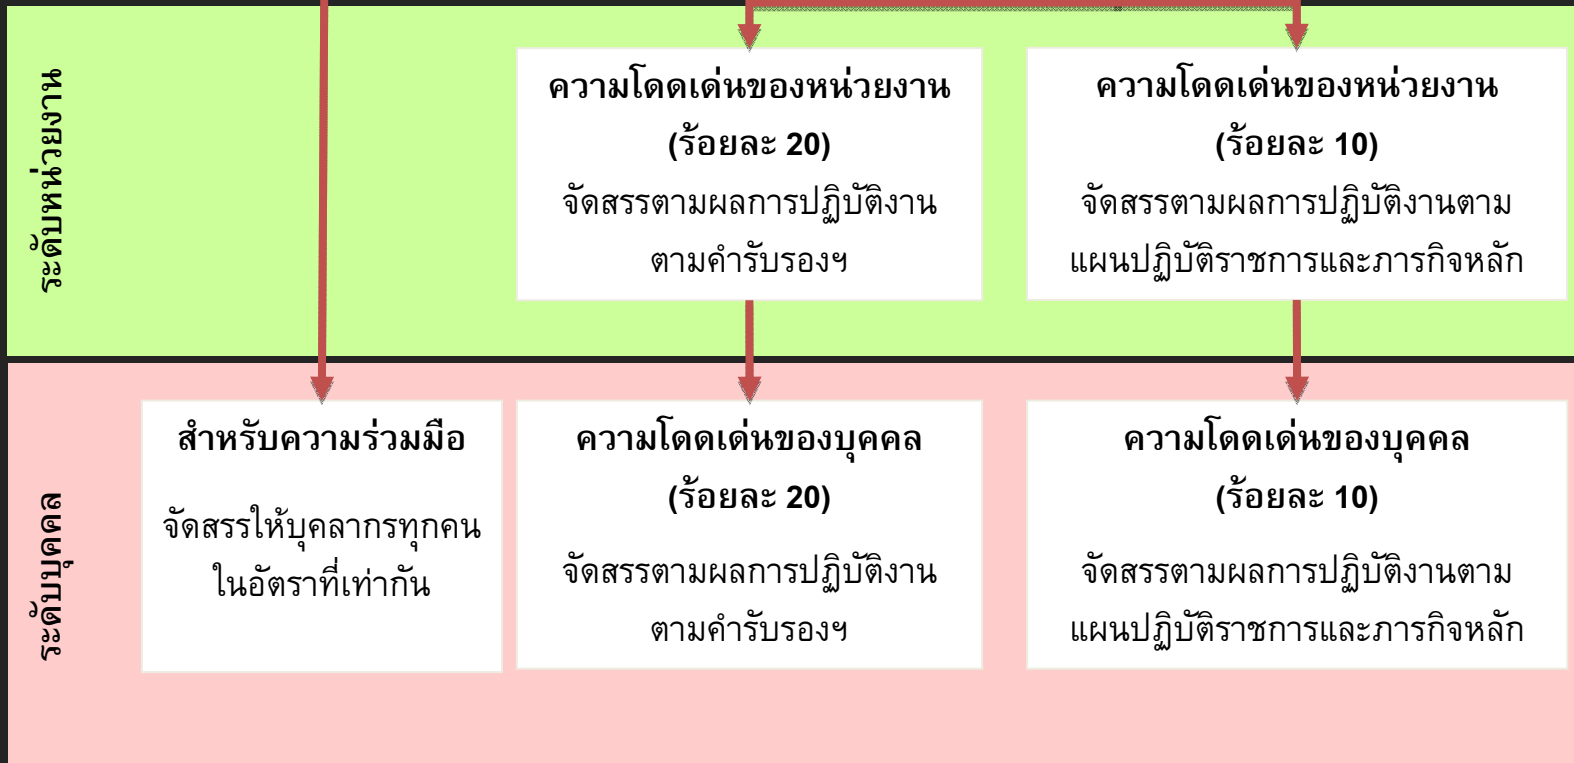 ระดับหน่วยงาน
ความโดดเด่นของหน่วยงาน
(ร้อยละ 20)
จัดสรรตามผลการปฏิบัติงาน
ตามคำรับรองฯ
ความโดดเด่นของหน่วยงาน
(ร้อยละ 10)
จัดสรรตามผลการปฏิบัติงานตาม
แผนปฏิบัติราชการและภารกิจหลัก
ระดับบุคคล
สำหรับความร่วมมือ
จัดสรรให้บุคลากรทุกคน
ในอัตราที่เท่ากัน
ความโดดเด่นของบุคคล
(ร้อยละ 20)
จัดสรรตามผลการปฏิบัติงาน
ตามคำรับรองฯ
ความโดดเด่นของบุคคล
(ร้อยละ 10)
จัดสรรตามผลการปฏิบัติงานตาม
แผนปฏิบัติราชการและภารกิจหลัก